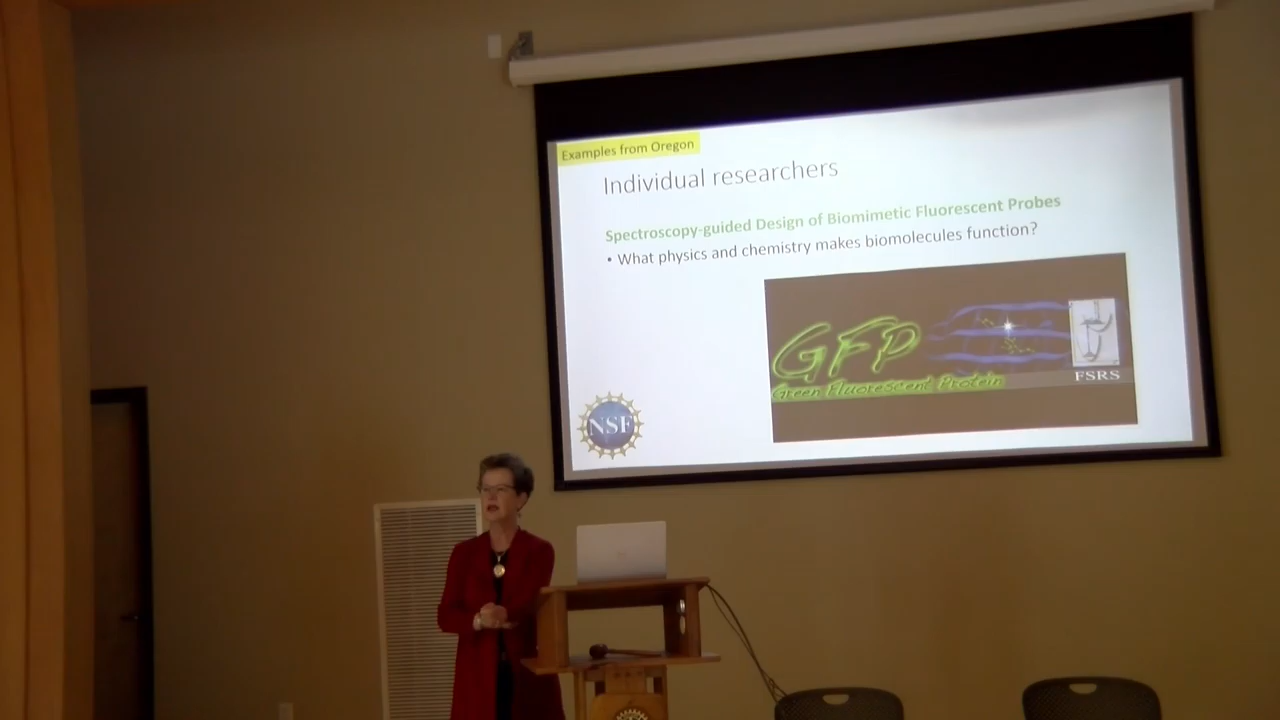 Examples from Oregon
Individual researchers
Spectroscopy-guided Design of Biomimetic Fluorescent Probes
• What physics and chemistry makes biomolecules function?
GFP
Green Fluorescent Protein
FSRS
NSF